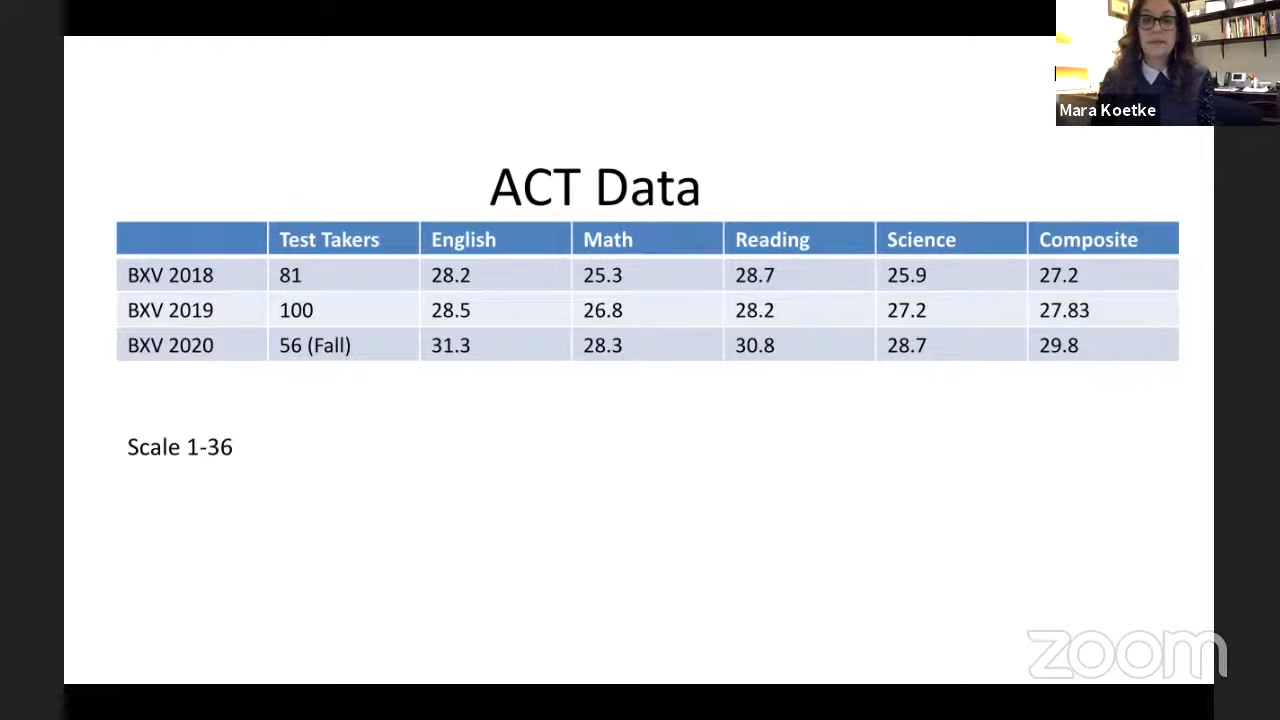 Mara Koetke
ACT Data
Test Takers English Math Reading Science Composite
BXV 2018 81 28.2 25.3 28.7 25.9 27.2
BXV 2019 100 28.5 26.8 28.2 27.2 27.83
BXV 2020 56 (Fall) 31.3 28.3 30.8 28.7 29.8
Scale 1-36
zoom